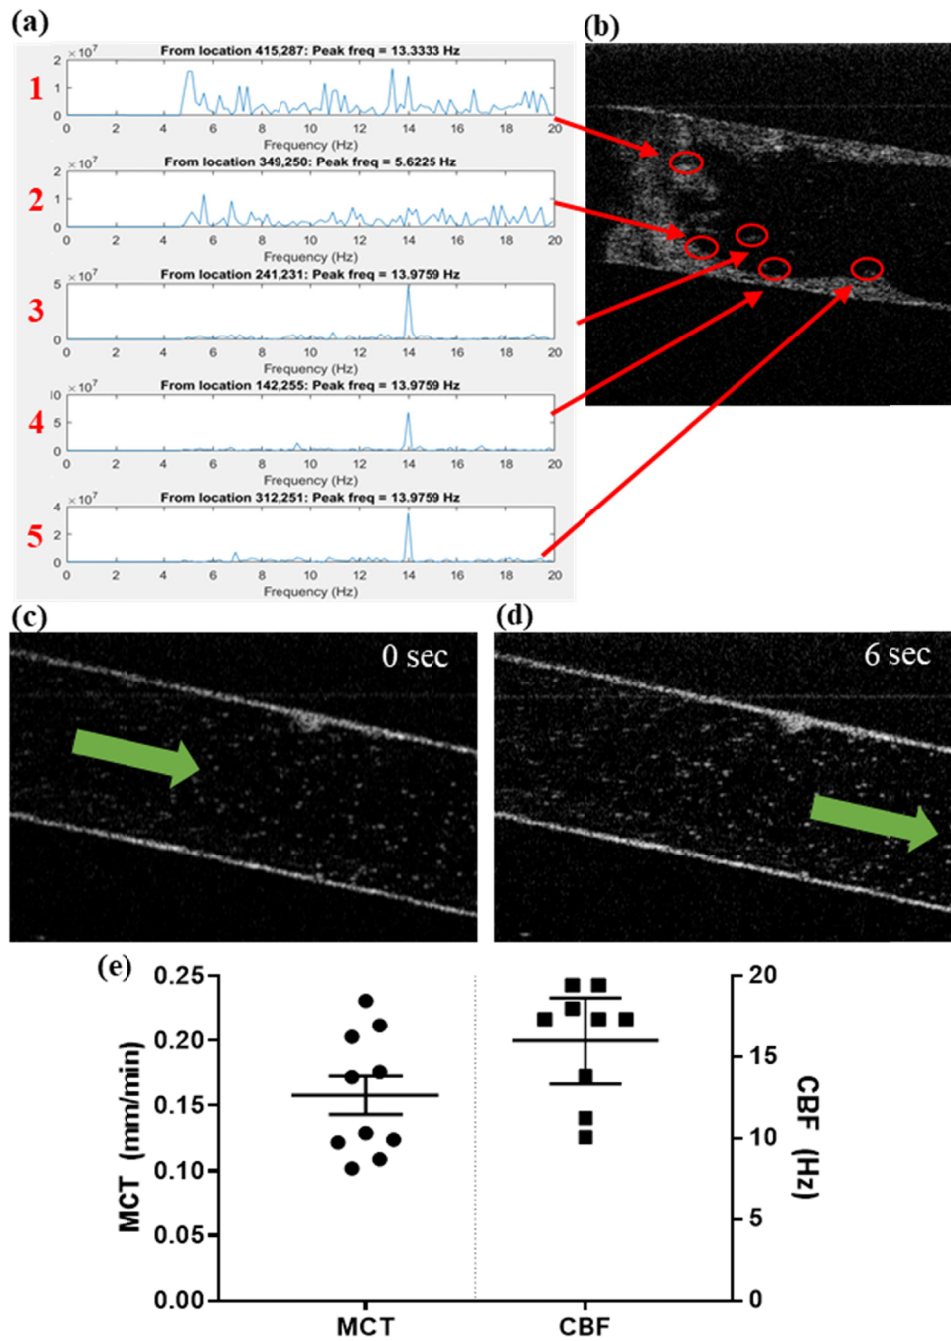 (a)
(b)
1
From location 415,287: Peak freq = 13.3333 Hz
2 × 10^7
1
0
0 2 4 6 8 10 12 14 16 18 20
Frequency (Hz)
2
From location 349,250: Peak freq = 5.6225 Hz
2 × 10^7
1
0
0 2 4 6 8 10 12 14 16 18 20
Frequency (Hz)
3
From location 241,231: Peak freq = 13.9759 Hz
5 × 10^7
0
0 2 4 6 8 10 12 14 16 18 20
Frequency (Hz)
4
From location 142,255: Peak freq = 13.9759 Hz
10 × 10^7
5
0
0 2 4 6 8 10 12 14 16 18 20
Frequency (Hz)
5
From location 312,251: Peak freq = 13.9759 Hz
4 × 10^7
2
0
0 2 4 6 8 10 12 14 16 18 20
Frequency (Hz)
(c)
(d)
0 sec
6 sec
(e)
MCT (mm/min)
0.25
0.20
0.15
0.10
0.05
0.00
20
15
10
5
0
CBF (Hz)
MCT
CBF